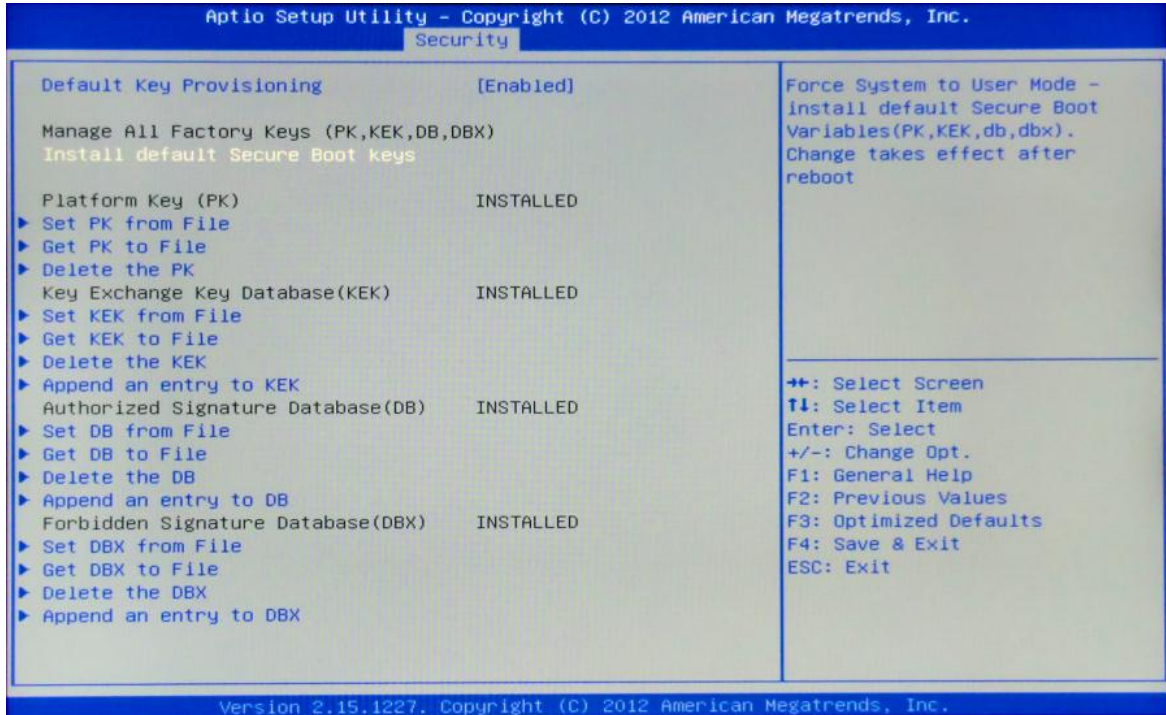 Aptio Setup Utility – Copyright (C) 2012 American Megatrends, Inc.
Security
Default Key Provisioning [Enabled]
Manage All Factory Keys (PK,KEK,DB,DBX)
Install default Secure Boot keys
Platform Key (PK) INSTALLED
▶ Set PK from File
▶ Get PK to File
▶ Delete the PK
Key Exchange Key Database(KEK) INSTALLED
▶ Set KEK from File
▶ Get KEK to File
▶ Delete the KEK
▶ Append an entry to KEK
Authorized Signature Database(DB) INSTALLED
▶ Set DB from File
▶ Get DB to File
▶ Delete the DB
▶ Append an entry to DB
Forbidden Signature Database(DBX) INSTALLED
▶ Set DBX from File
▶ Get DBX to File
▶ Delete the DBX
▶ Append an entry to DBX
Force System to User Mode –
install default Secure Boot
Variables(PK,KEK,db,dbx).
Change takes effect after
reboot
→←: Select Screen
↑↓: Select Item
Enter: Select
+/-: Change Opt.
F1: General Help
F2: Previous Values
F3: Optimized Defaults
F4: Save & Exit
ESC: Exit
Version 2.15.1227. Copyright (C) 2012 American Megatrends, Inc.